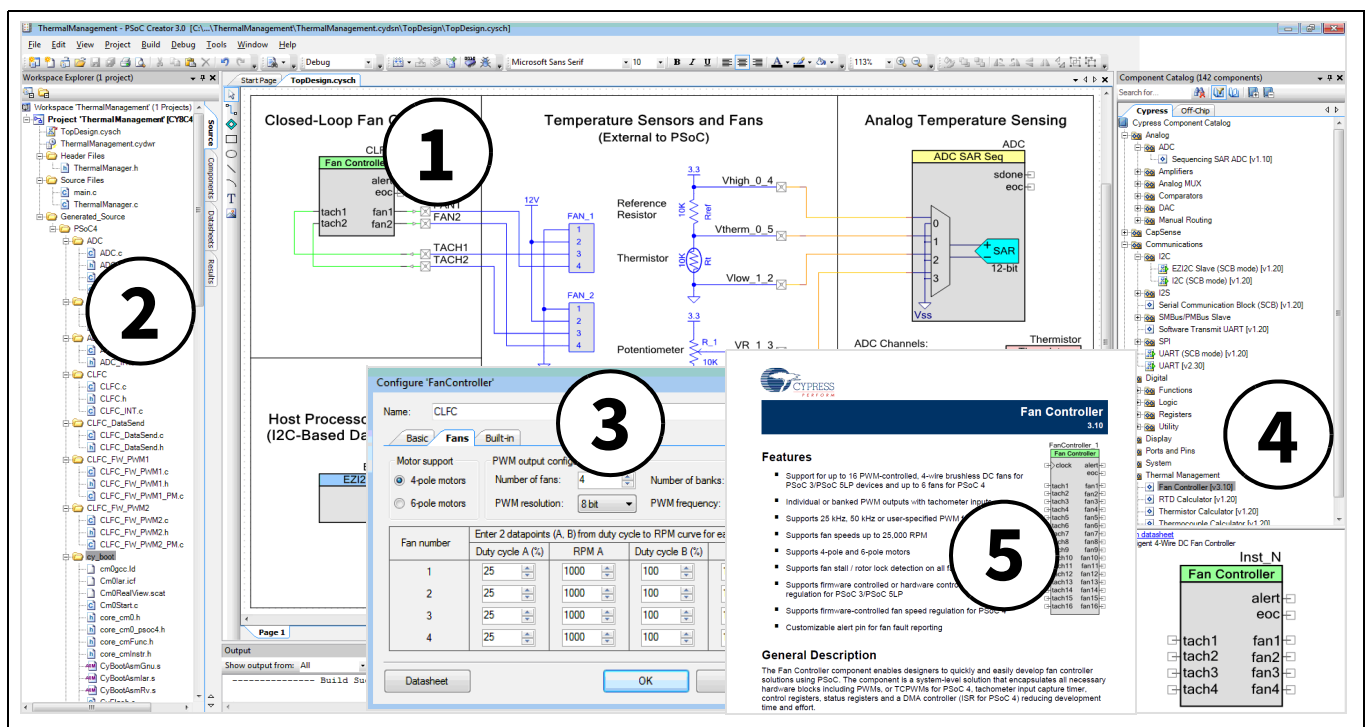 ThermalManagement - PSoC Creator 3.0 [C:\...\ThermalManagement\ThermalManagement.cydsn\TopDesign\TopDesign.cysch]
File Edit View Project Build Debug Tools Window Help
Debug Microsoft Sans Serif 10 B I U 113%
Workspace Explorer (1 project)
Workspace 'ThermalManagement' (1 Projects)
Project 'ThermalManagement' [CY8C4
TopDesign.cysch
ThermalManagement.cydwr
Header Files
ThermalManager.h
Source Files
main.c
ThermalManager.c
Generated_Source
PSoC4
ADC
ADC.c
2
CLFC
CLFC.c
CLFC.h
CLFC_INT.c
CLFC_DataSend
CLFC_DataSend.c
CLFC_DataSend.h
CLFC_FW_PWM1
CLFC_FW_PWM1.c
CLFC_FW_PWM1.h
CLFC_FW_PWM1_PM.c
CLFC_FW_PWM2
CLFC_FW_PWM2.c
CLFC_FW_PWM2.h
CLFC_FW_PWM2_PM.c
cy_boot
cm0gcc.ld
Cm0Iar.icf
Cm0RealView.scat
Cm0Start.c
core_cm0.h
core_cm0_psoc4.h
core_cmFunc.h
core_cmInstr.h
CyBootAsmGnu.s
CyBootAsmIar.s
CyBootAsmRv.s
Source
Components
Datasheets
Results
Start Page TopDesign.cysch
Closed-Loop Fan C
1
CLF
Fan Controlle
aler
eoc
tach1 fan1
tach2 fan2
FAN1
FAN2
TACH1
TACH2
Temperature Sensors and Fans
(External to PSoC)
12V
FAN_1
1
2
3
4
FAN_2
1
2
3
4
3.3
Vhigh_0_4
Reference
Resistor
10K
Rref
Vtherm_0_5
Thermistor
10K
Rt
Vlow_1_2
3.3
Potentiometer
R_1
10K
VR_1_3
Analog Temperature Sensing
ADC
ADC SAR Seq
sdone
eoc
0
1
2
3
SAR
12-bit
Vss
ADC Channels:
Thermistor
Host Processo
(I2C-Based Da
EZI2
Page 1
Output
Show output from: All
--------------- Build Suc
Configure 'FanController'
3
Name: CLFC
Basic Fans Built-in
Motor support
4-pole motors
6-pole motors
PWM output config
Number of fans: 4 Number of banks:
PWM resolution: 8 bit PWM frequency:
Fan number
Enter 2 datapoints (A, B) from duty cycle to RPM curve for ea
Duty cycle A (%) RPM A Duty cycle B (%)
1 25 1000 100
2 25 1000 100
3 25 1000 100
4 25 1000 100
Datasheet OK
CYPRESS
PERFORM
Fan Controller
3.10
Features
Support for up to 16 PWM-controlled, 4-wire brushless DC fans for
PSoC 3/PSoC 5LP devices and up to 6 fans for PSoC 4
Individual or banked PWM outputs with tachometer inputs
Supports 25 kHz, 50 kHz or user-specified PWM f
Supports fan speeds up to 25,000 RPM
Supports 4-pole and 6-pole motors
Supports fan stall / rotor lock detection on all f
Supports firmware controlled or hardware contro
regulation for PSoC 3/PSoC 5LP
Supports firmware-controlled fan speed regulation for PSoC 4
Customizable alert pin for fan fault reporting
5
FanController_1
Fan Controller
clock alert
eoc
tach1 fan1
tach2 fan2
tach3 fan3
tach4 fan4
tach5 fan5
tach6 fan6
tach7 fan7
tach8 fan8
tach9 fan9
tach10 fan10
tach11 fan11
tach12 fan12
tach13 fan13
tach14 fan14
tach15 fan15
tach16 fan16
General Description
The Fan Controller component enables designers to quickly and easily develop fan controller
solutions using PSoC. The component is a system-level solution that encapsulates all necessary
hardware blocks including PWMs, or TCPWMs for PSoC 4, tachometer input capture timer,
control registers, status registers and a DMA controller (ISR for PSoC 4) reducing development
time and effort.
Component Catalog (142 components)
Search for...
Cypress Off-Chip
Cypress Component Catalog
Analog
ADC
Sequencing SAR ADC [v1.10]
Amplifiers
Analog MUX
Comparators
DAC
Manual Routing
CapSense
Communications
I2C
EZI2C Slave (SCB mode) [v1.20]
I2C (SCB mode) [v1.20]
I2S
Serial Communication Block (SCB) [v1.20]
SMBus/PMBus Slave
Software Transmit UART [v1.20]
SPI
UART (SCB mode) [v1.20]
UART [v2.30]
Digital
Functions
Logic
Registers
Utility
Display
Ports and Pins
System
Thermal Management
Fan Controller [v3.10]
RTD Calculator [v1.20]
Thermistor Calculator [v1.20]
Thermocouple Calculator [v1.20]
4
datasheet
gent 4-Wire DC Fan Controller
Inst_N
Fan Controller
alert
eoc
tach1 fan1
tach2 fan2
tach3 fan3
tach4 fan4